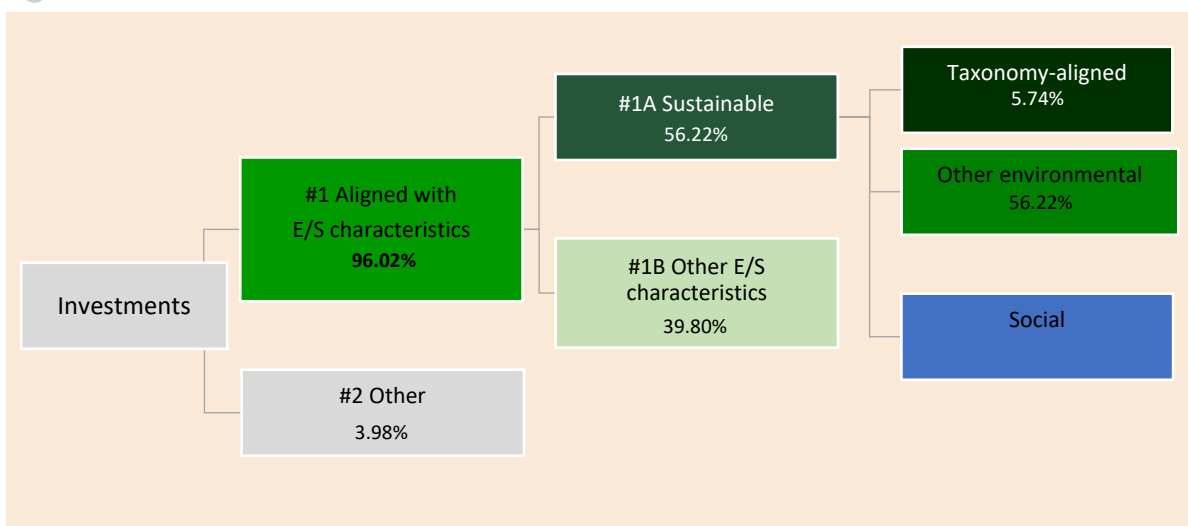 Investments
#1 Aligned with
E/S characteristics
96.02%
#2 Other
3.98%
#1A Sustainable
56.22%
#1B Other E/S
characteristics
39.80%
Taxonomy-aligned
5.74%
Other environmental
56.22%
Social